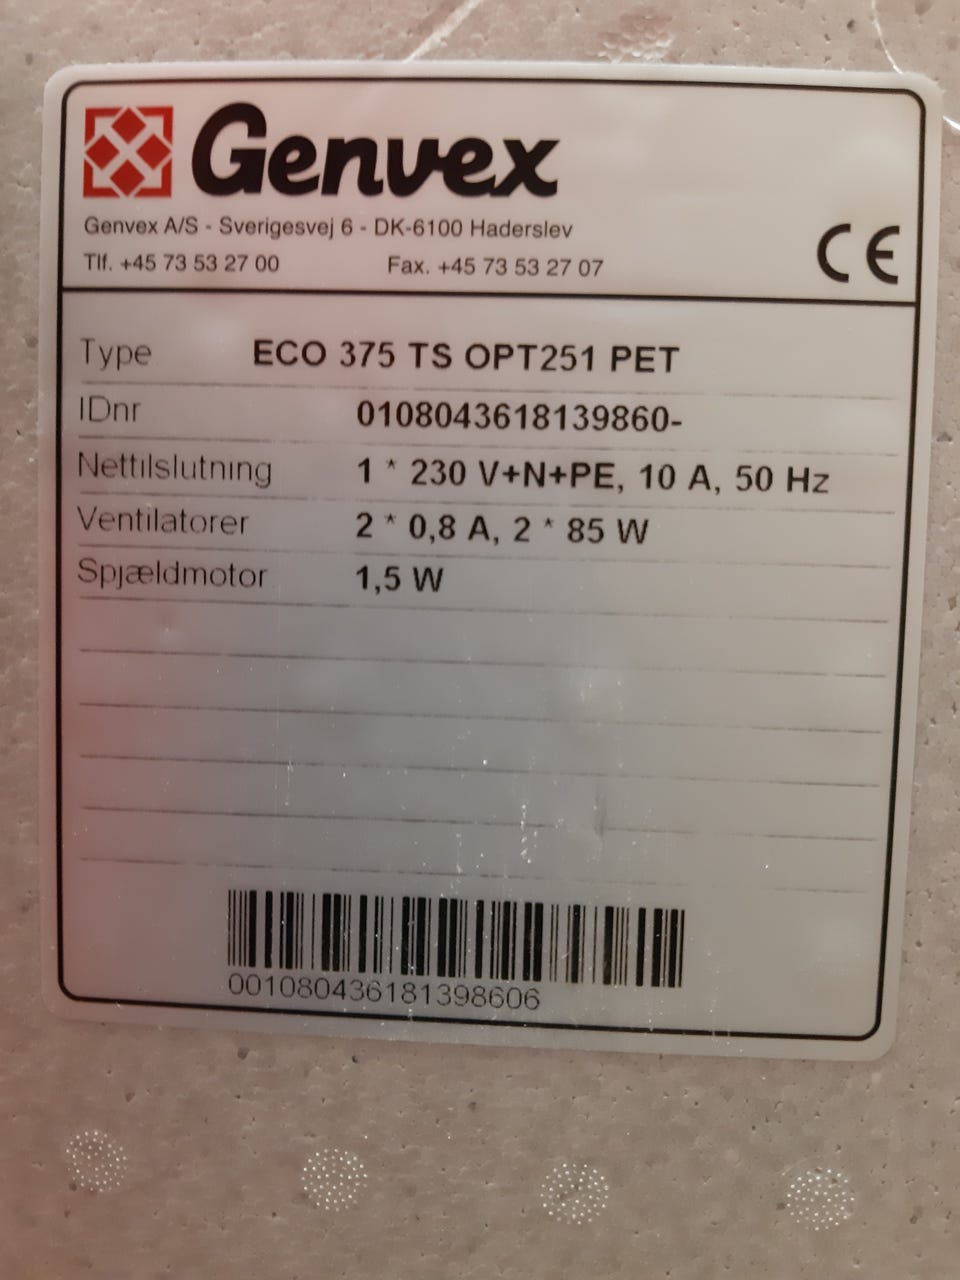 Genvex
Genvex A/S - Sverigesvej 6 - DK-6100 Haderslev
Tlf. +45 73 53 27 00 Fax. +45 73 53 27 07
CE
Type ECO 375 TS OPT251 PET
IDnr 0108043618139860-
Nettilslutning 1 * 230 V+N+PE, 10 A, 50 Hz
Ventilatorer 2 * 0,8 A, 2 * 85 W
Spjældmotor 1,5 W
001080436181398606